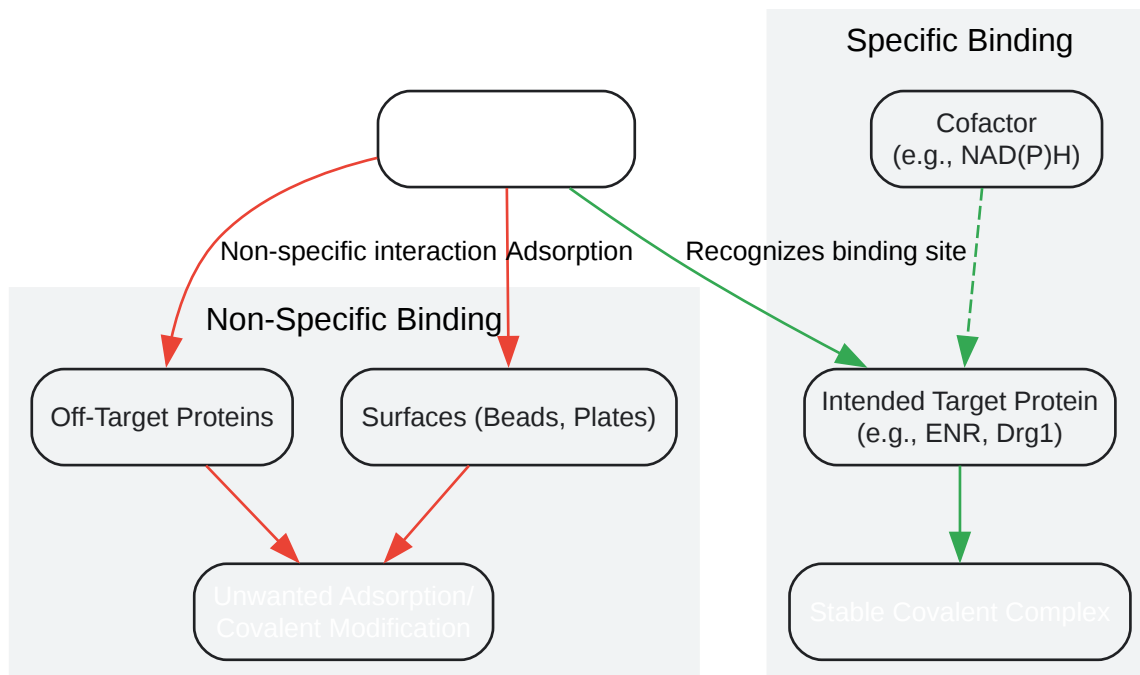 Specific Binding
Cofactor
(e.g., NAD(P)H)
Non-specific interaction
Adsorption
Recognizes binding site
Non-Specific Binding
Off-Target Proteins
Surfaces (Beads, Plates)
Intended Target Protein
(e.g., ENR, Drg1)
Unwanted Adsorption/
Covalent Modification
Stable Covalent Complex